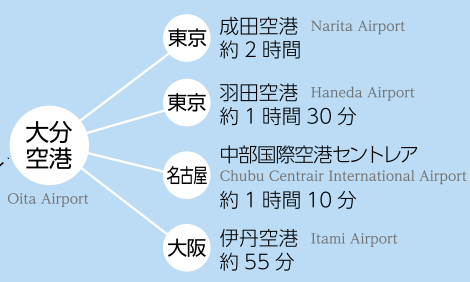 大分
空港
Oita Airport
東京
成田空港 Narita Airport
約 2 時間
東京
羽田空港 Haneda Airport
約 1 時間 30 分
名古屋
中部国際空港セントレア
Chubu Centrair International Airport
約 1 時間 10 分
大阪
伊丹空港 Itami Airport
約 55 分